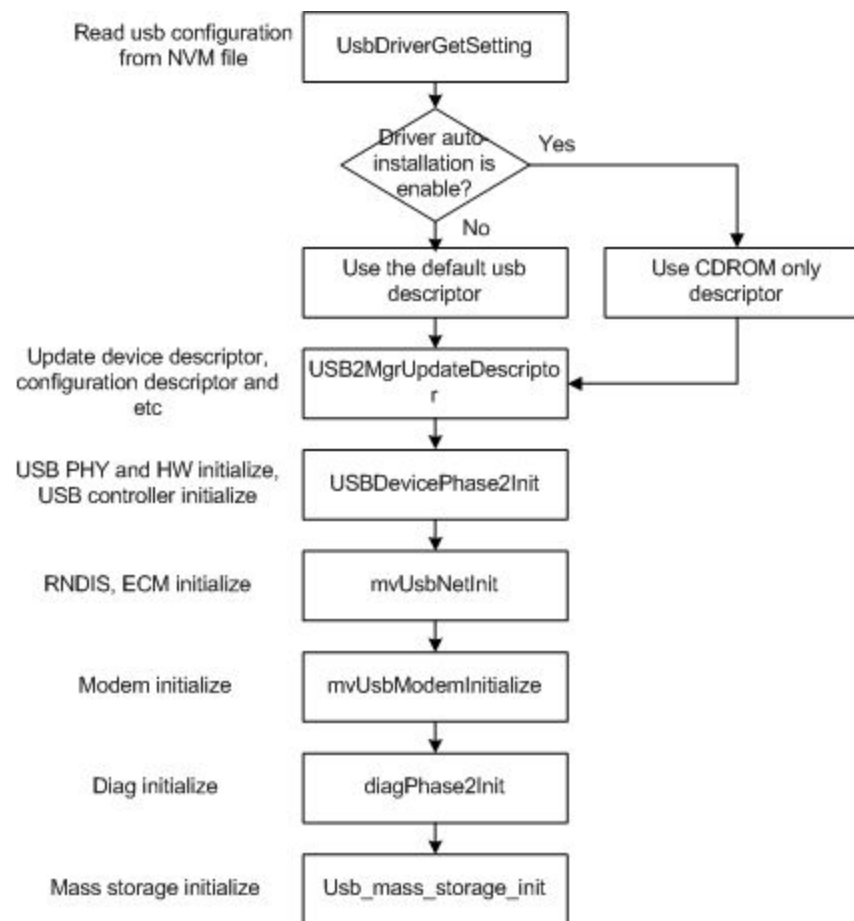 Read usb configuration
from NVM file
UsbDriverGetSetting
Driver auto-
installation is
enable?
Yes
No
Use the default usb
descriptor
Use CDROM only
descriptor
Update device descriptor,
configuration descriptor and
etc
USB2MgrUpdateDescripto
r
USB PHY and HW initialize,
USB controller initialize
USBDevicePhase2Init
RNDIS, ECM initialize
mvUsbNetInit
Modem initialize
mvUsbModemInitialize
Diag initialize
diagPhase2Init
Mass storage initialize
Usb_mass_storage_init